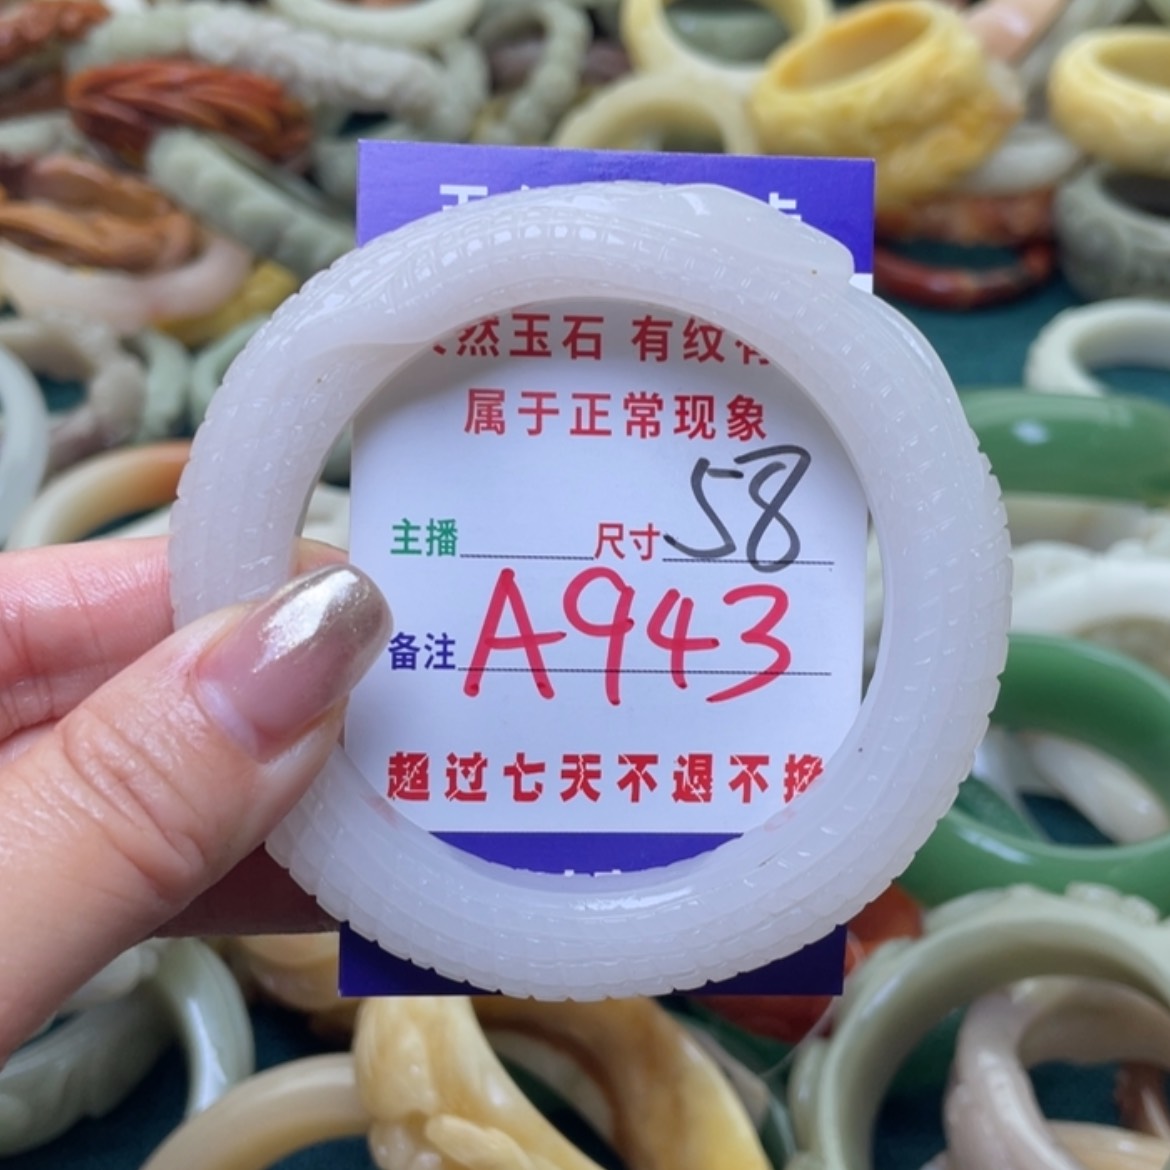 然玉石 有纹
属于正常现象
主播 尺寸 58
备注 A943
超过七天不退不换